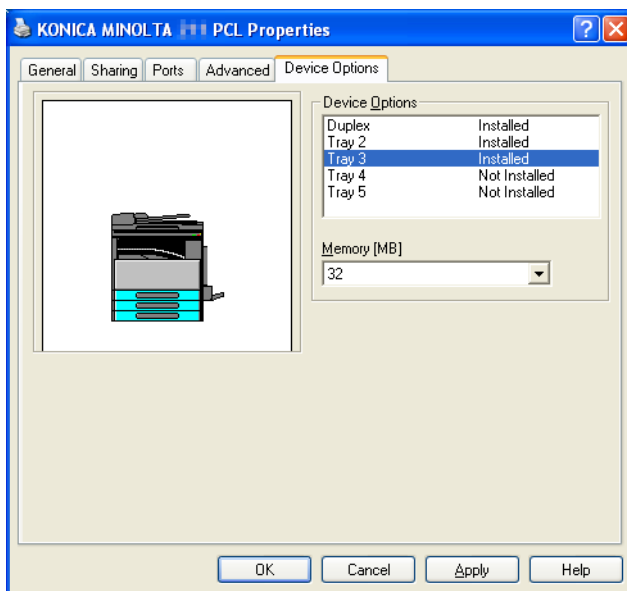 KONICA MINOLTA PCL Properties
General Sharing Ports Advanced Device Options
Device Options
Duplex Installed
Tray 2 Installed
Tray 3 Installed
Tray 4 Not Installed
Tray 5 Not Installed
Memory [MB]
32
OK Cancel Apply Help